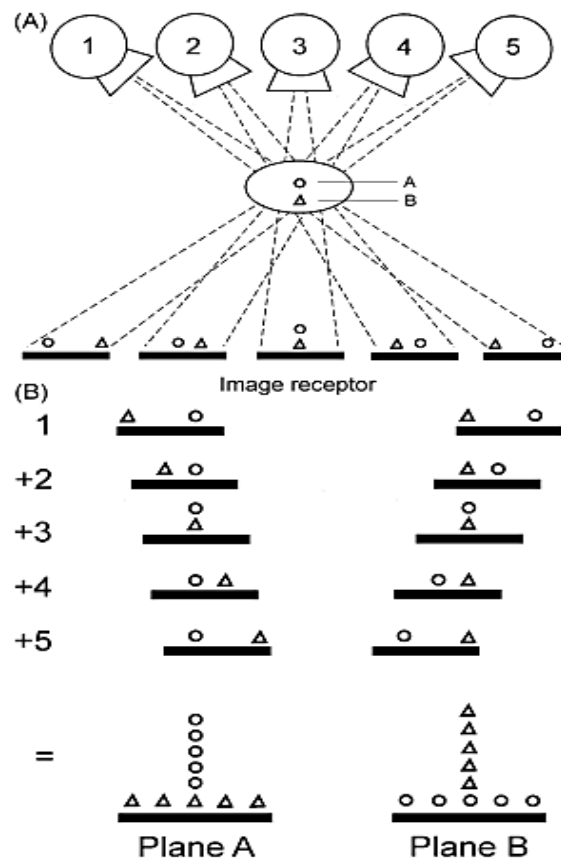 (A)
1 2 3 4 5
A
B
Image receptor
(B)
1
+2
+3
+4
+5
=
Plane A Plane B